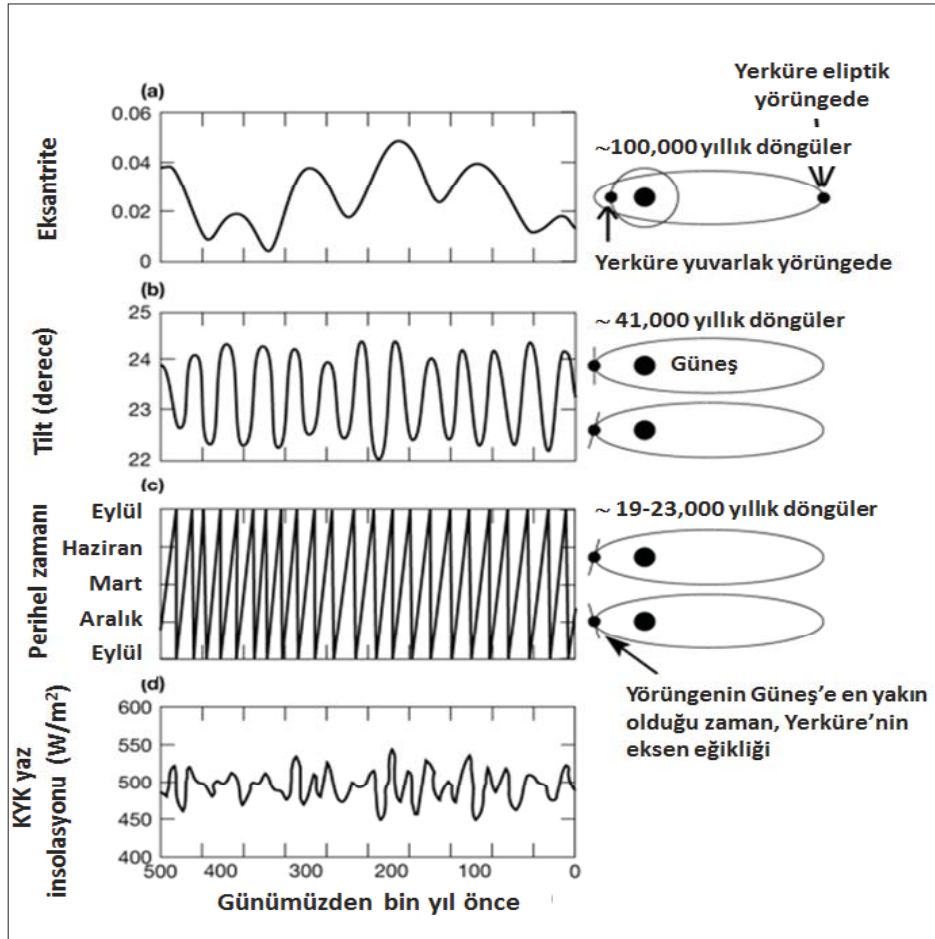 (a)
Eksantrite
0.06
0.04
0.02
0
Yerküre eliptik
yörüngede
~100,000 yıllık döngüler
Yerküre yuvarlak yörüngede
(b)
Tilt (derece)
25
24
23
22
~ 41,000 yıllık döngüler
Güneş
(c)
Perihel zamanı
Eylül
Haziran
Mart
Aralık
Eylül
~ 19-23,000 yıllık döngüler
Yörüngenin Güneş’e en yakın
olduğu zaman, Yerküre’nin
eksen eğikliği
(d)
KYK yaz
insolasyonu (W/m²)
600
550
500
450
400
500 400 300 200 100 0
Günümüzden bin yıl önce